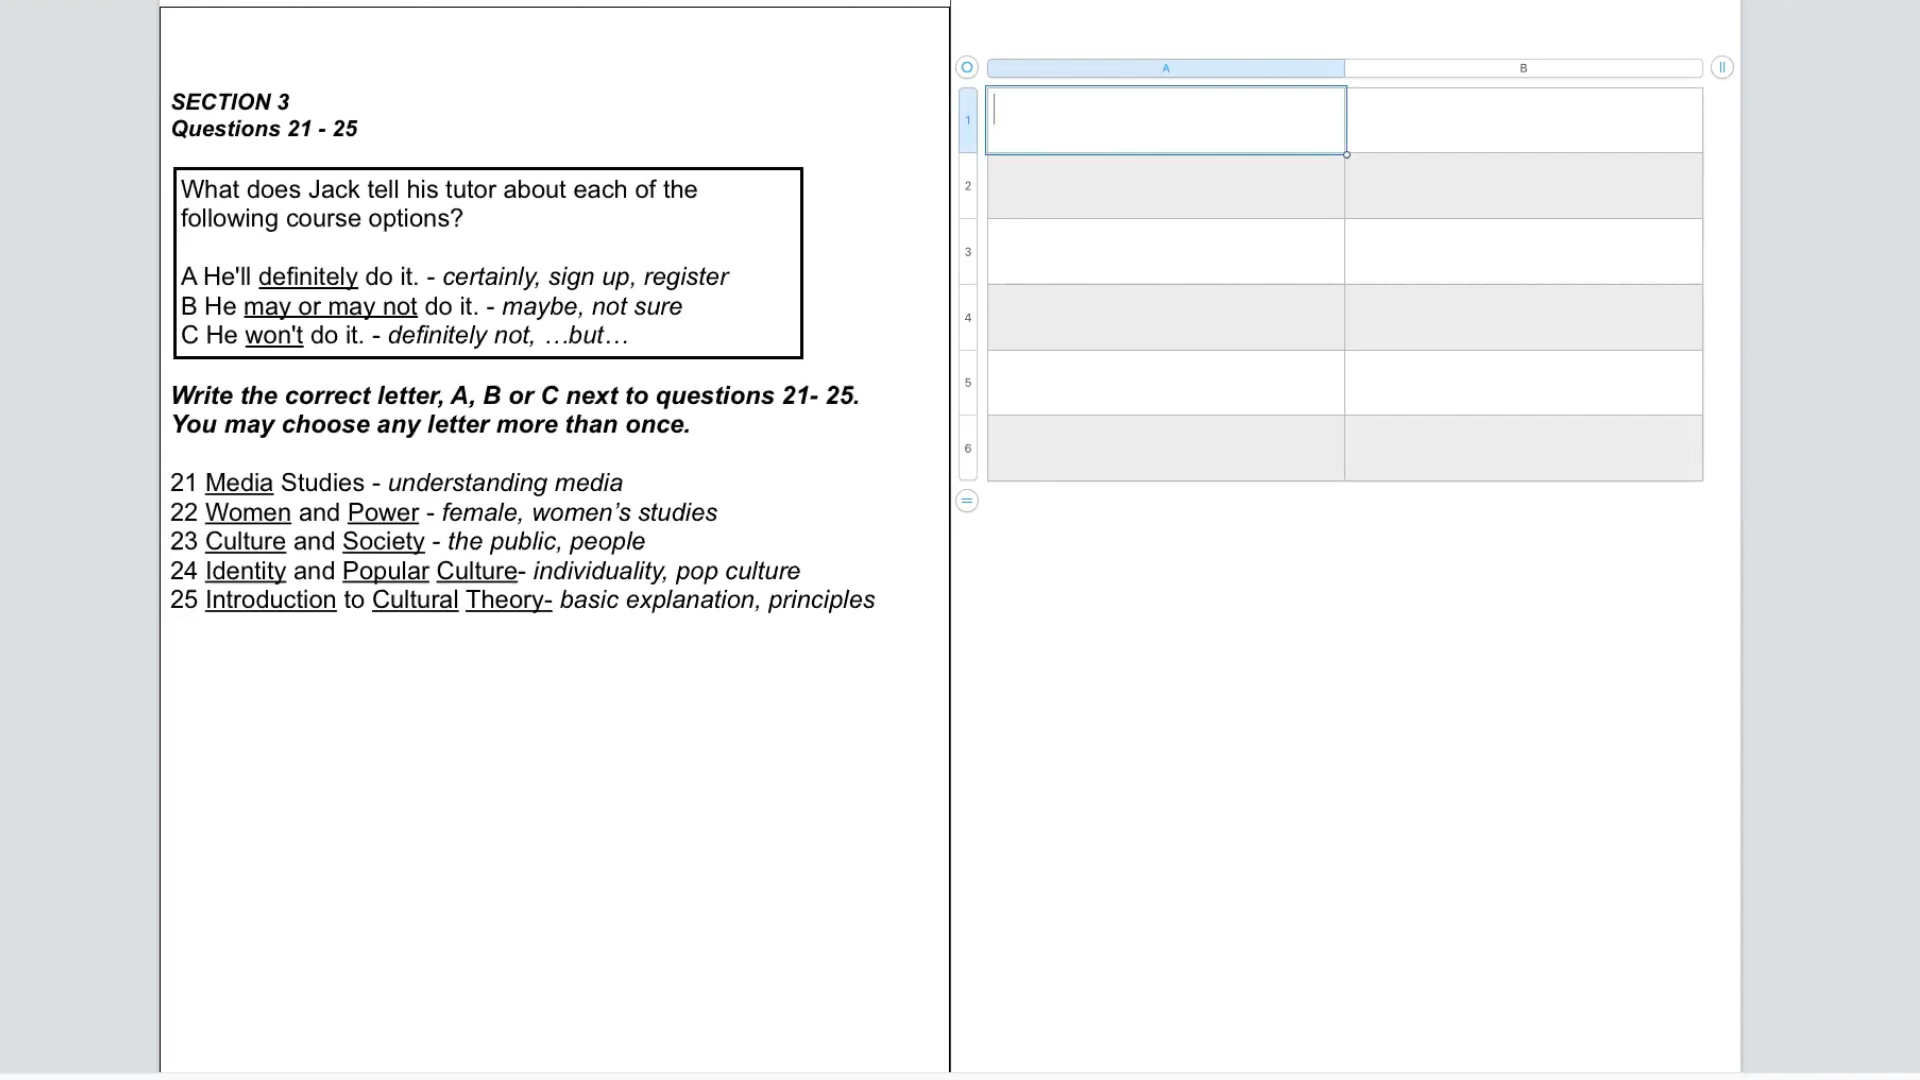 SECTION 3
Questions 21 - 25
What does Jack tell his tutor about each of the
following course options?
A He'll definitely do it. - certainly, sign up, register
B He may or may not do it. - maybe, not sure
C He won't do it. - definitely not, …but…
Write the correct letter, A, B or C next to questions 21- 25.
You may choose any letter more than once.
21 Media Studies - understanding media
22 Women and Power - female, women’s studies
23 Culture and Society - the public, people
24 Identity and Popular Culture- individuality, pop culture
25 Introduction to Cultural Theory- basic explanation, principles
A B
1
2
3
4
5
6